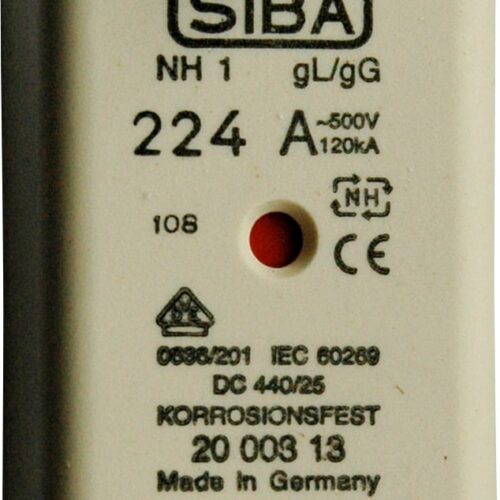 SIBA
NH 1 gL/gG
224 A ~500V
120kA
NH
108
CE
VDE
0636/201 IEC 60269
DC 440/25
KORROSIONSFEST
20 003 13
Made in Germany